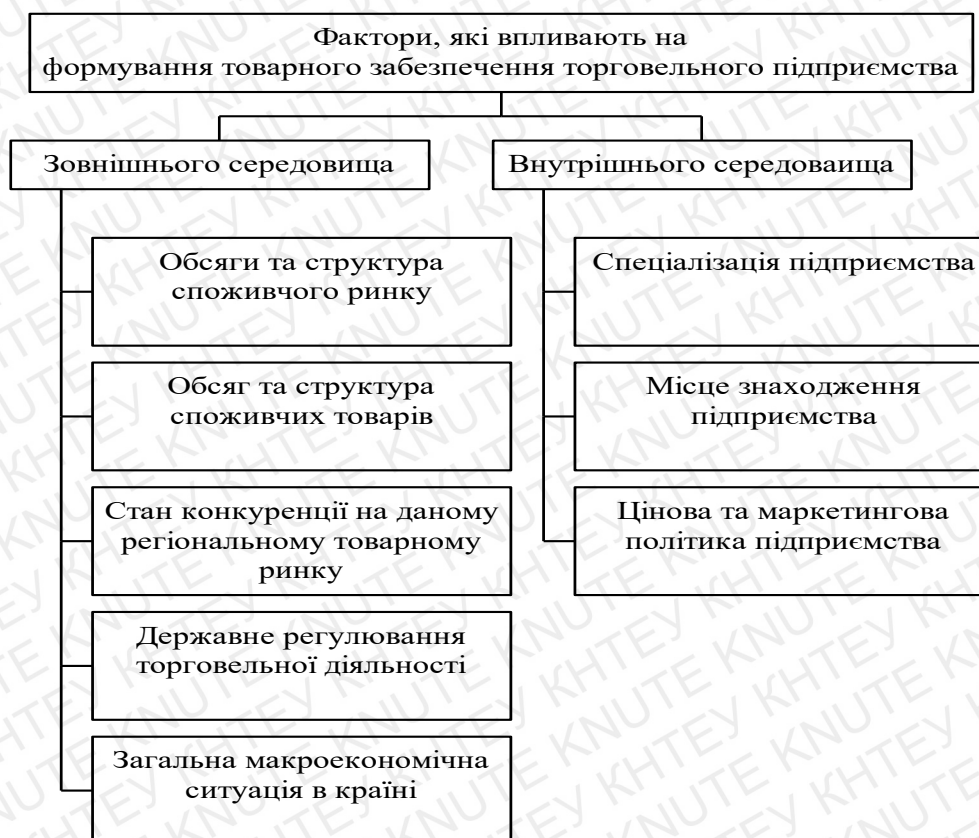 Фактори, які впливають на
формування товарного забезпечення торговельного підприємства
Зовнішнього середовища
Внутрішнього середоваища
Обсяги та структура
споживчого ринку
Обсяг та структура
споживчих товарів
Стан конкуренції на даному
регіональному товарному
ринку
Державне регулювання
торговельної діяльності
Загальна макроекономічна
ситуація в країні
Спеціалізація підприємства
Місце знаходження
підприємства
Цінова та маркетингова
політика підприємства